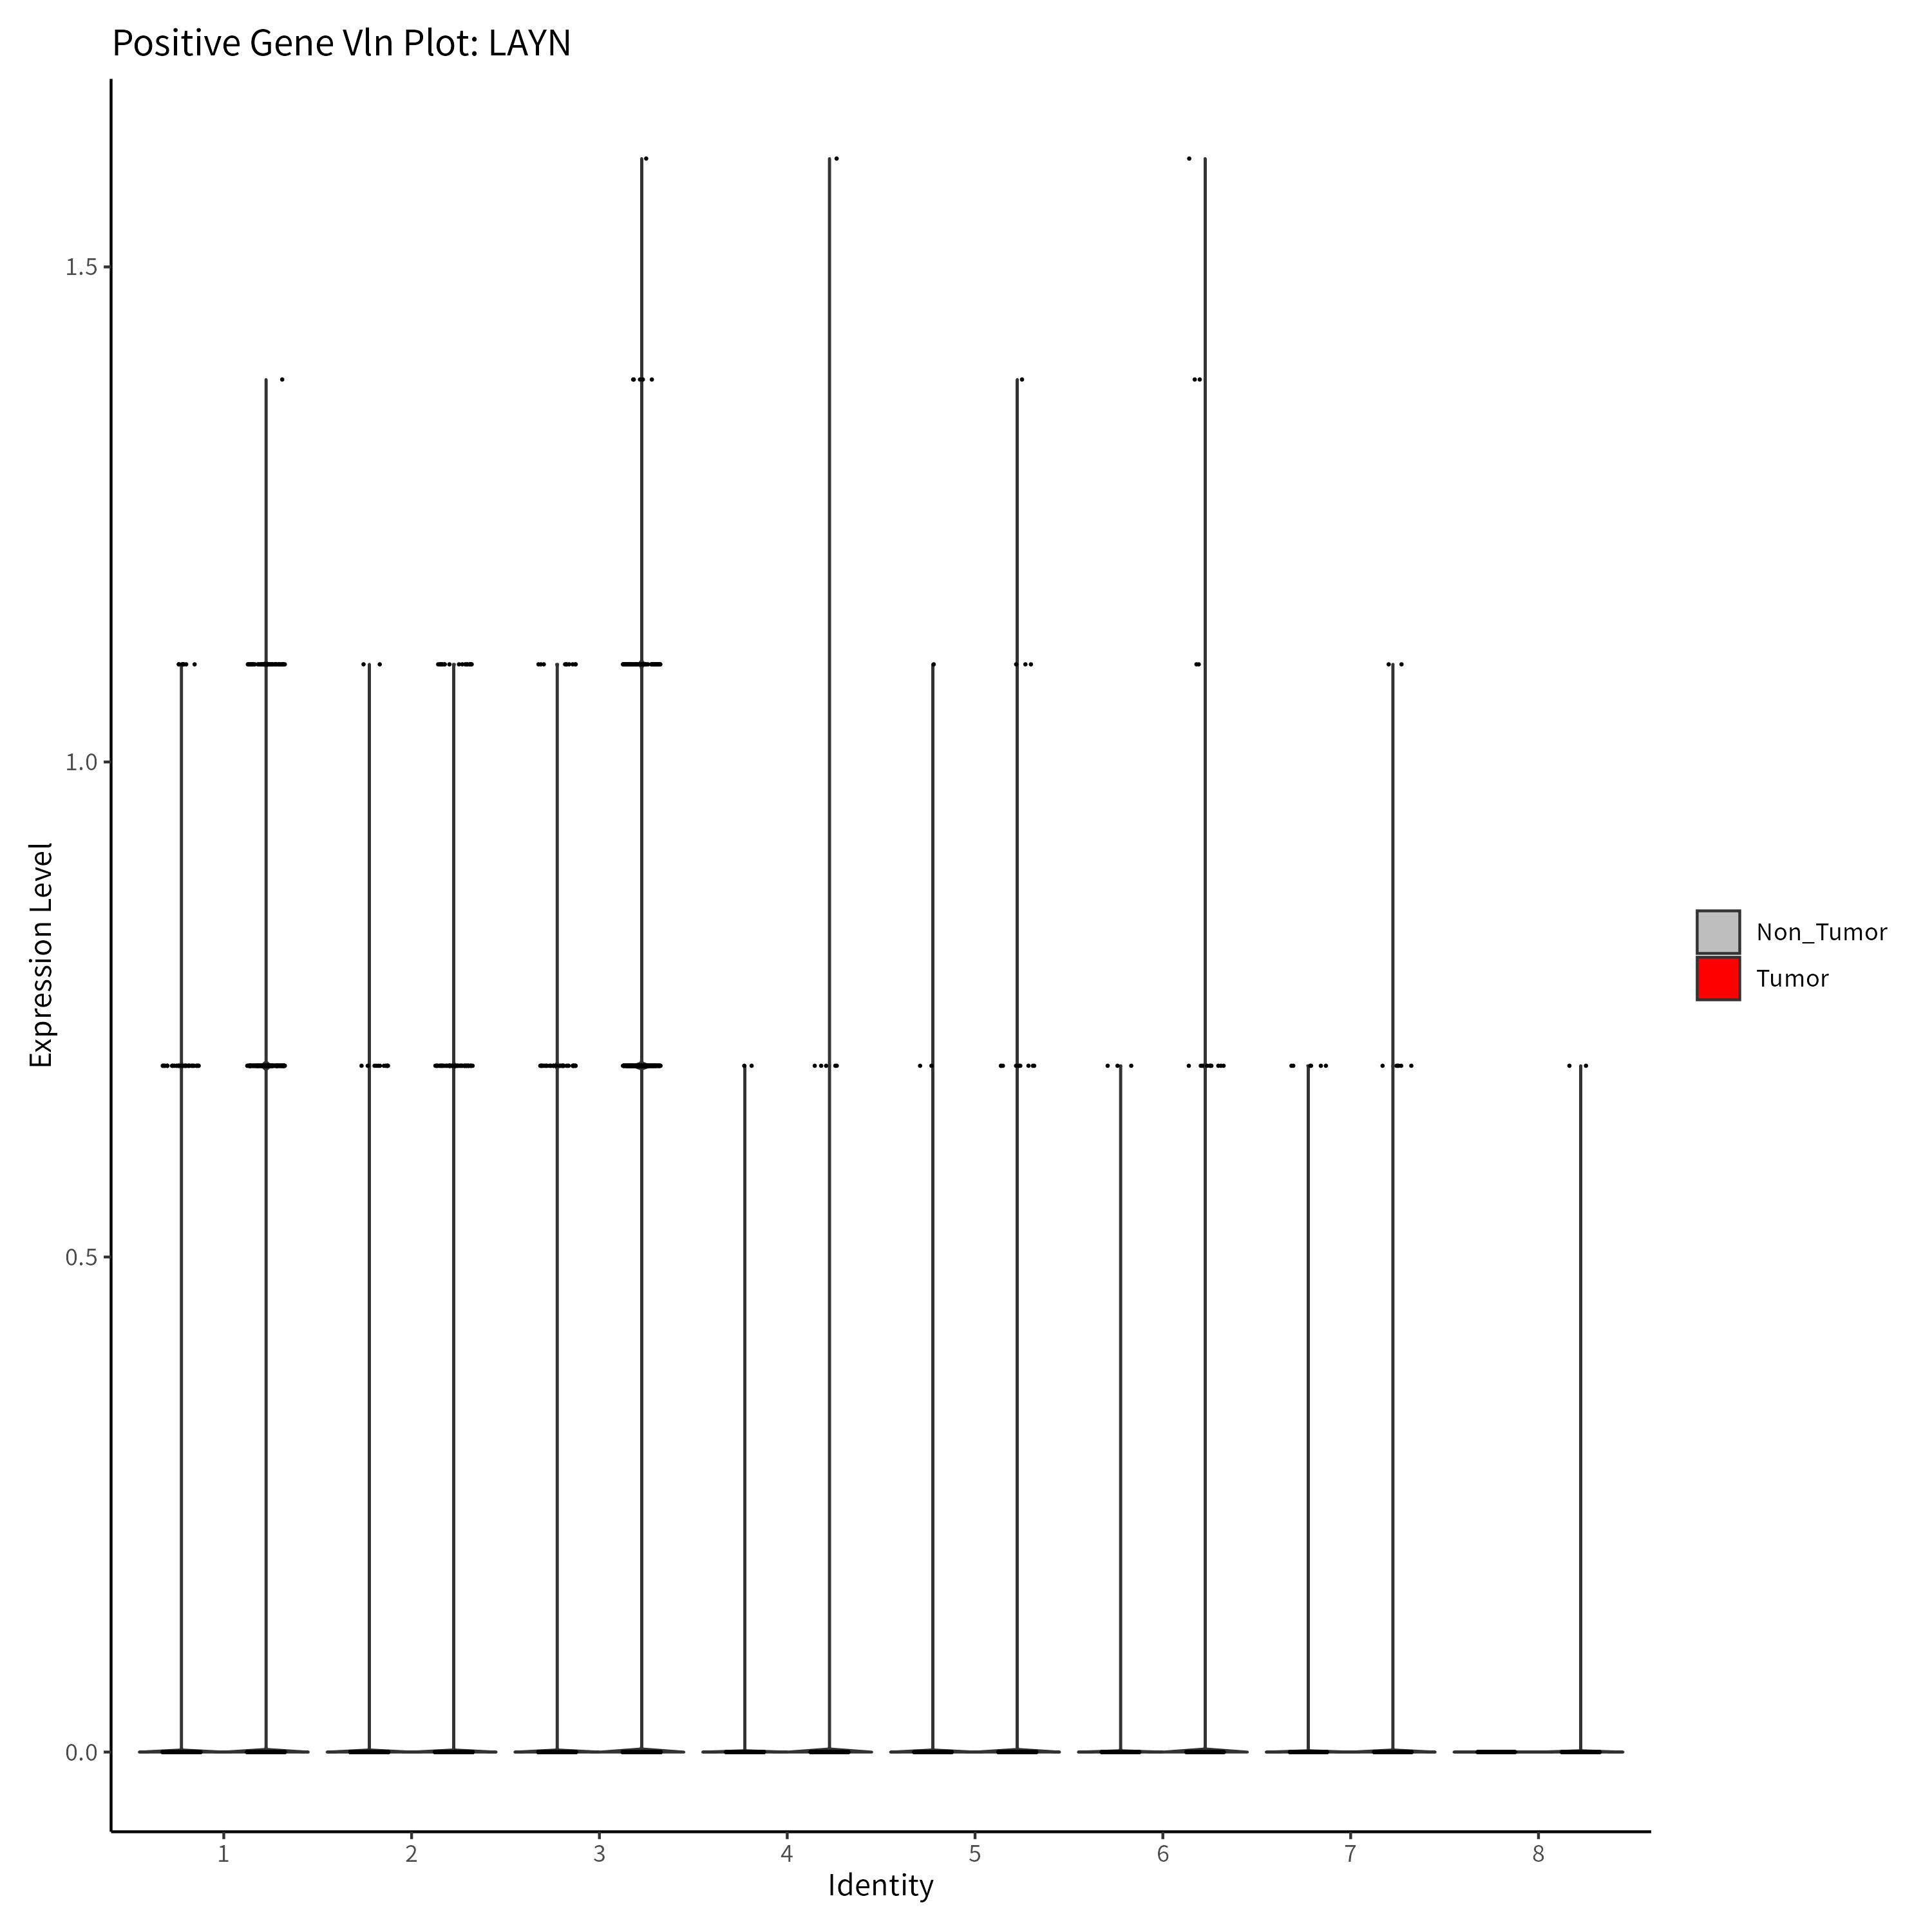 Positive Gene Vln Plot: LAYN
Expression Level
1.5
1.0
0.5
0.0
1 2 3 4 5 6 7 8
Identity
Non_Tumor
Tumor